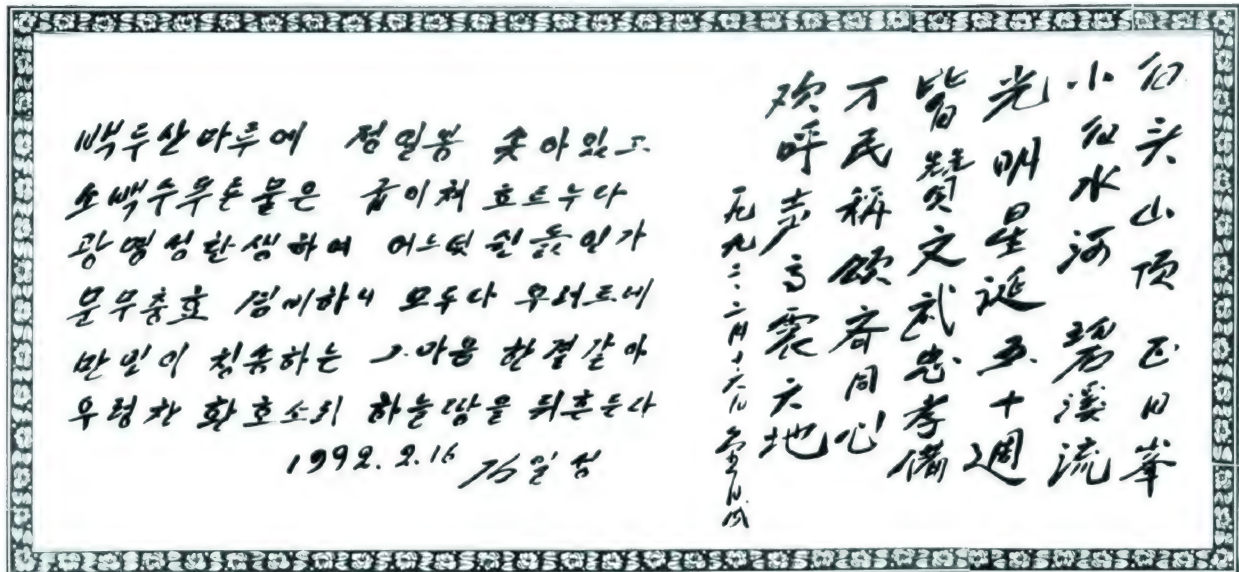 백두산마루에 정일봉 솟아있고
소백수푸른물은 굽이쳐 흐르누나
광명성탄생하여 어느덧 쉰돐인가
문무충효 겸비하니 모두다 우러르네
만민이 칭송하는 그마음 한결같아
우렁찬 환호소리 하늘땅을 뒤흔든다
1992.2.16 김일성
白头山顶正日峯
小白水河碧溪流
光明星诞五十週
皆赞文武忠孝備
万民稱颂齐同心
欢呼声高震天地
一九九二·二月十六日 金日成